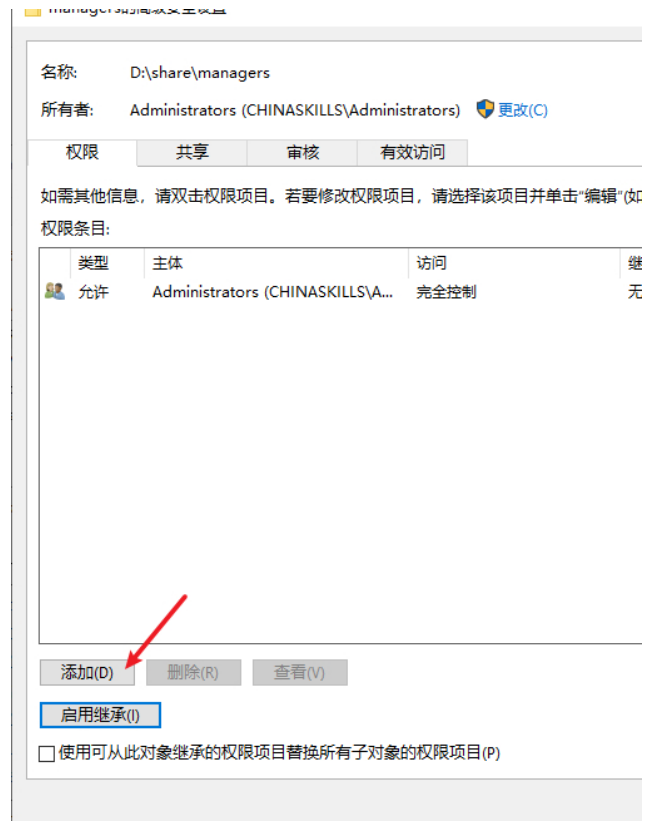 managers的高级安全设置
名称: D:\share\managers
所有者: Administrators (CHINASKILLS\Administrators) 更改(C)
权限 共享 审核 有效访问
如需其他信息，请双击权限项目。若要修改权限项目，请选择该项目并单击“编辑”(如
权限条目:
类型 主体 访问 继
允许 Administrators (CHINASKILLS\A... 完全控制 无
添加(D) 删除(R) 查看(V)
启用继承(I)
使用可从此对象继承的权限项目替换所有子对象的权限项目(P)